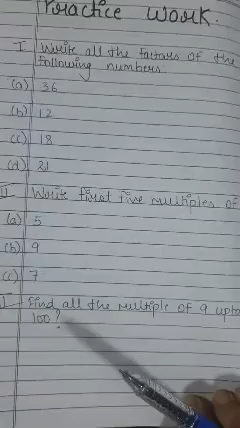 Practice Work.
I Write all the factors of the
following numbers
(a) 36
(b) 12
(c) 18
(d) 21
II Write first five multiples of
(a) 5
(b) 9
(c) 7
I Find all the multiple of 9 upto
100?